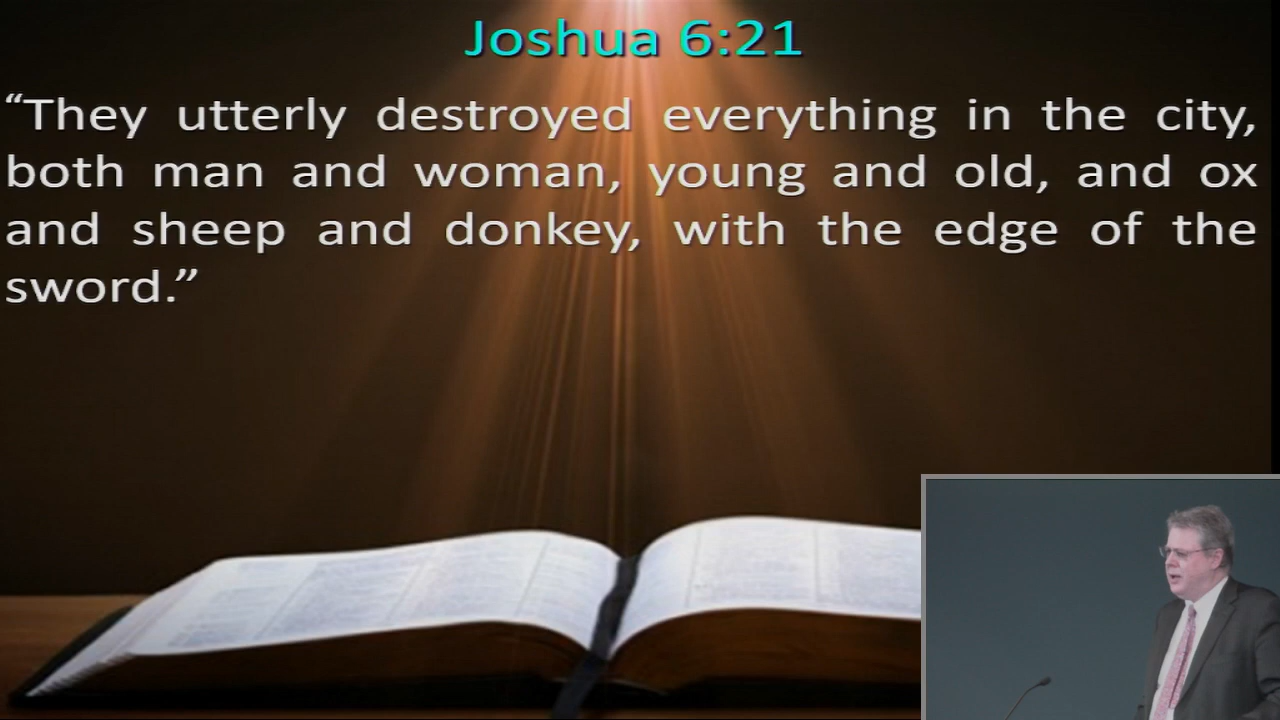 Joshua 6:21
“They utterly destroyed everything in the city,
both man and woman, young and old, and ox
and sheep and donkey, with the edge of the
sword.”